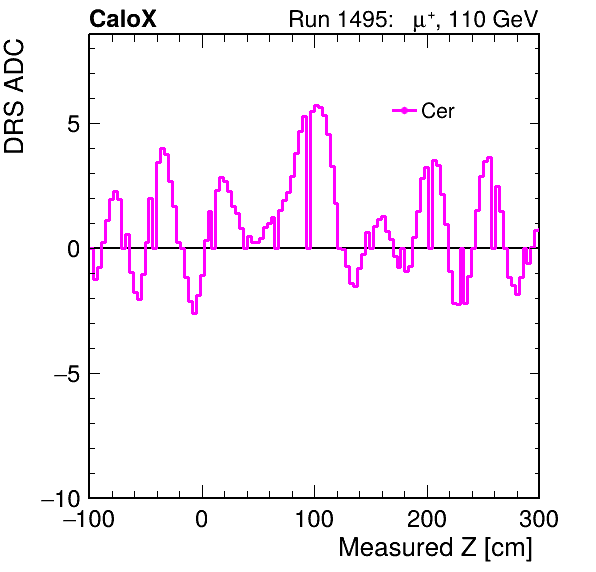 CaloX
Run 1495: μ⁺, 110 GeV
DRS ADC
Cer
5
0
−5
−10
−100 0 100 200 300
Measured Z [cm]